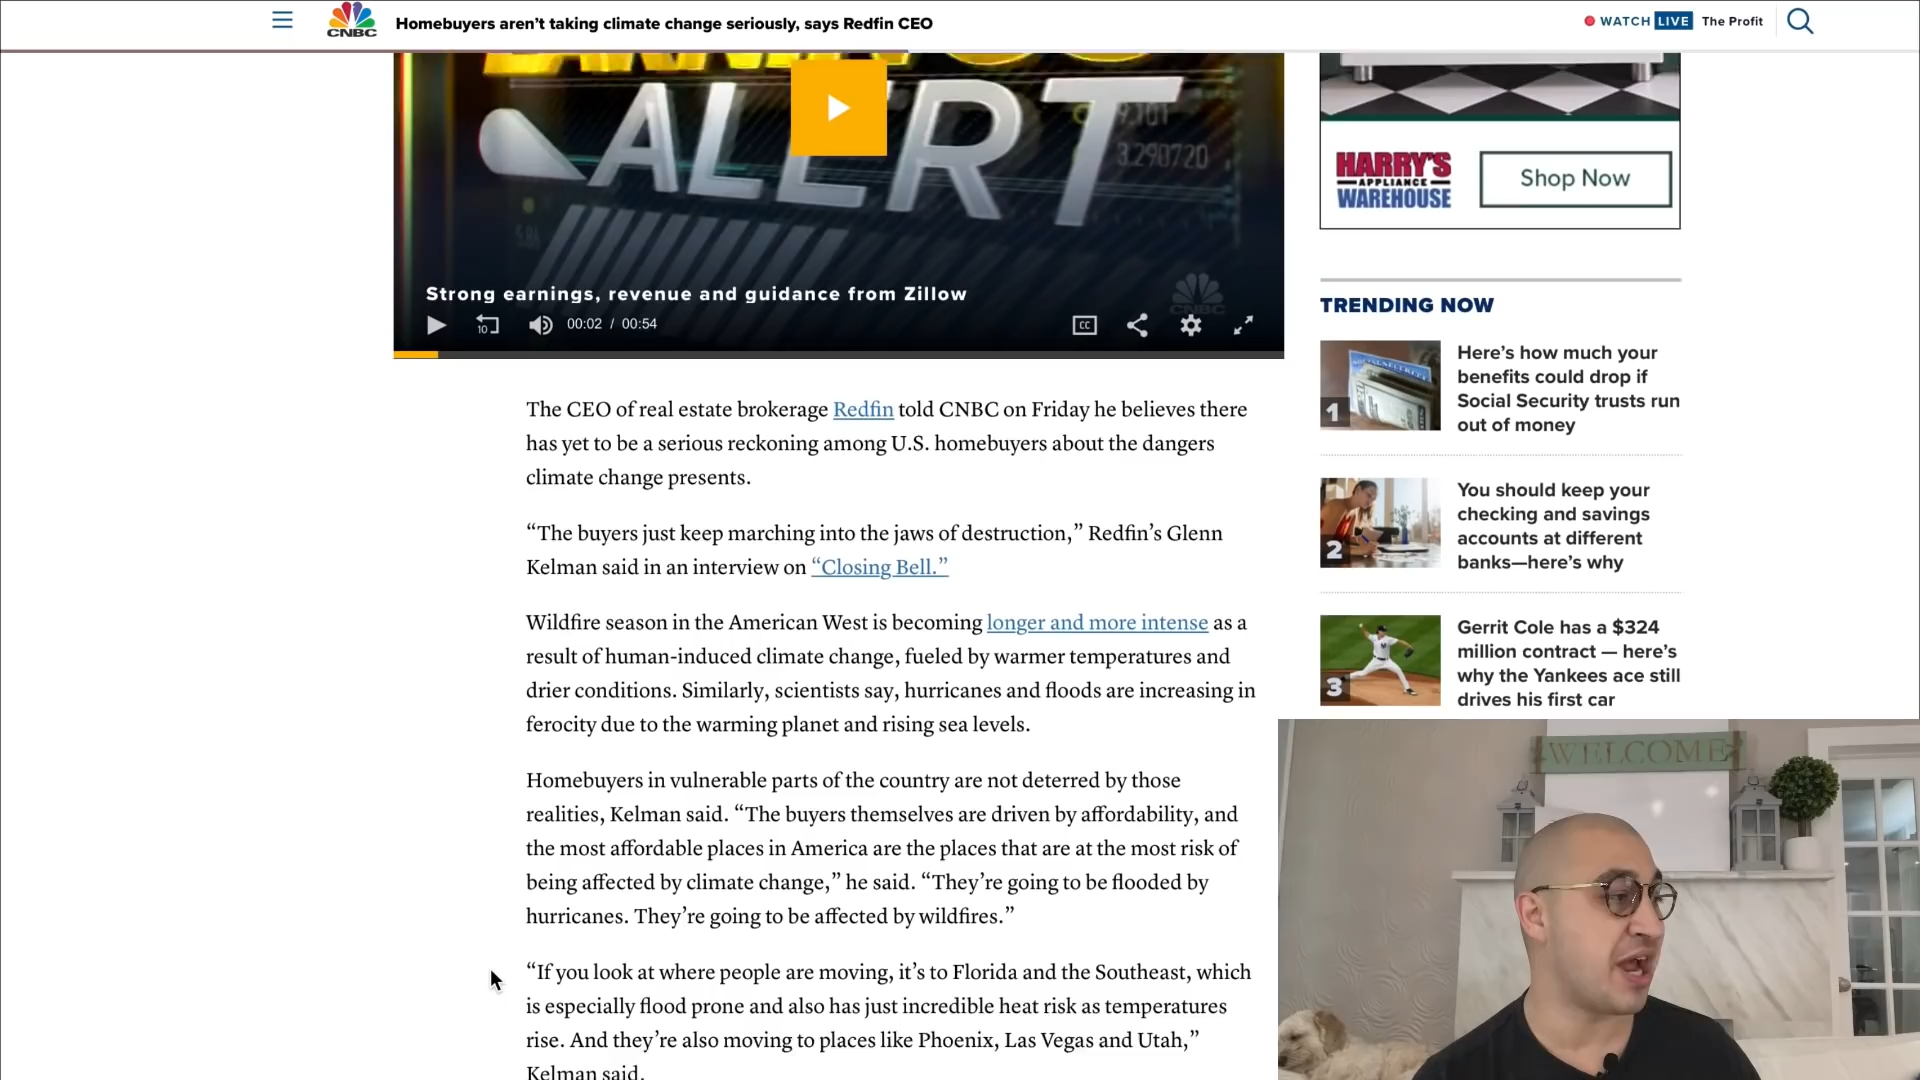 CNBC
Homebuyers aren’t taking climate change seriously, says Redfin CEO
WATCH LIVE The Profit
ALERT
9.101
3.290720
Strong earnings, revenue and guidance from Zillow
10
00:02 / 00:54
CC
CNBC
The CEO of real estate brokerage Redfin told CNBC on Friday he believes there
has yet to be a serious reckoning among U.S. homebuyers about the dangers
climate change presents.
“The buyers just keep marching into the jaws of destruction,” Redfin’s Glenn
Kelman said in an interview on “Closing Bell.”
Wildfire season in the American West is becoming longer and more intense as a
result of human-induced climate change, fueled by warmer temperatures and
drier conditions. Similarly, scientists say, hurricanes and floods are increasing in
ferocity due to the warming planet and rising sea levels.
Homebuyers in vulnerable parts of the country are not deterred by those
realities, Kelman said. “The buyers themselves are driven by affordability, and
the most affordable places in America are the places that are at the most risk of
being affected by climate change,” he said. “They’re going to be flooded by
hurricanes. They’re going to be affected by wildfires.”
“If you look at where people are moving, it’s to Florida and the Southeast, which
is especially flood prone and also has just incredible heat risk as temperatures
rise. And they’re also moving to places like Phoenix, Las Vegas and Utah,”
Kelman said.
HARRY'S
APPLIANCE
WAREHOUSE
Shop Now
TRENDING NOW
1
Here’s how much your
benefits could drop if
Social Security trusts run
out of money
2
You should keep your
checking and savings
accounts at different
banks—here’s why
3
Gerrit Cole has a $324
million contract — here’s
why the Yankees ace still
drives his first car
WELCOME